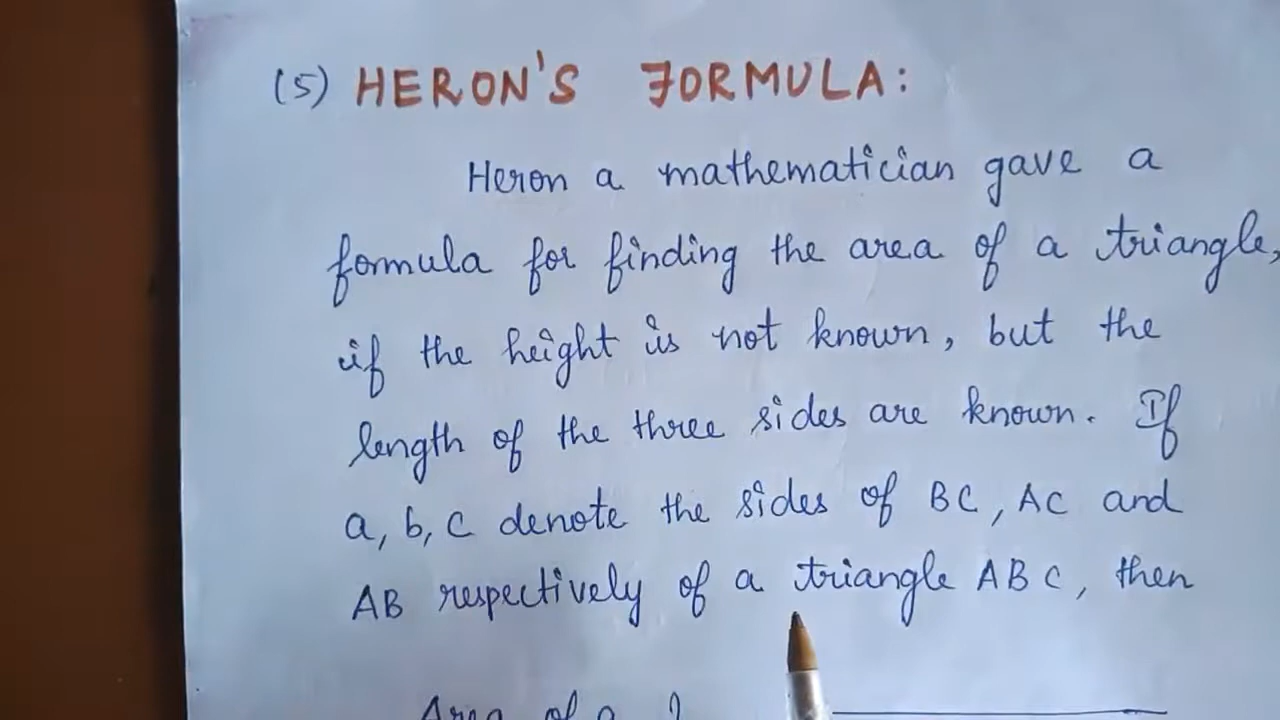 (5) HERON'S FORMULA:
Heron a mathematician gave a
formula for finding the area of a triangle,
if the height is not known, but the
length of the three sides are known. If
a, b, c denote the sides of BC, AC and
AB respectively of a triangle ABC, then
Area of a